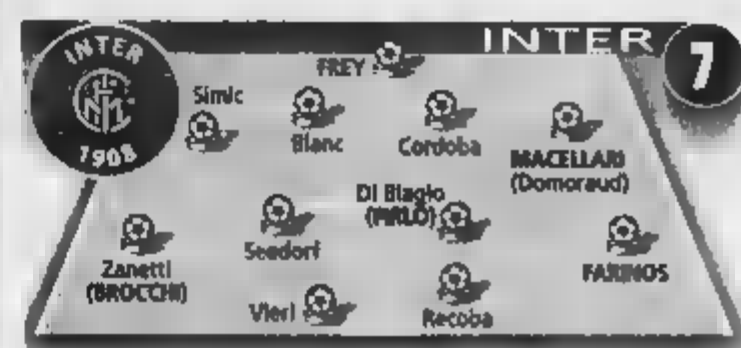 INTER
7
INTER
1908
FREY
Simic
Blanc
Cordoba
MACELLARI
(Domoraud)
Di Biagio
(PIRLO)
Zanetti
(BROCCHI)
Seedorf
FARINOS
Vieri
Recoba